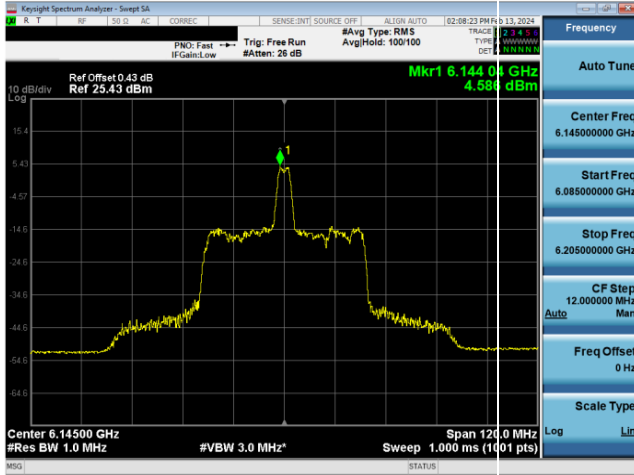 Keysight Spectrum Analyzer - Swept SA
R T RF 50 Ω AC CORREC SENSE:INT SOURCE OFF ALIGN AUTO 02:08:23 PM Feb 13, 2024
Frequency
#Avg Type: RMS
TRACE 1 2 3 4 5 6
PNO: Fast Trig: Free Run Avg|Hold: 100/100
TYPE A WWWWW
IFGain:Low #Atten: 26 dB
DET A N N N N N
Auto Tune
Mkr1 6.144 04 GHz
4.586 dBm
Ref Offset 0.43 dB
10 dB/div Ref 25.43 dBm
Log
Center Freq
6.145000000 GHz
15.4
1
5.43
Start Freq
6.085000000 GHz
-4.57
-14.6
Stop Freq
6.205000000 GHz
-24.6
-34.6
CF Step
12.000000 MHz
Auto Man
-44.6
-54.6
Freq Offset
0 Hz
-64.6
Scale Type
Log Lin
Center 6.14500 GHz Span 120.0 MHz
#Res BW 1.0 MHz #VBW 3.0 MHz* Sweep 1.000 ms (1001 pts)
MSG STATUS